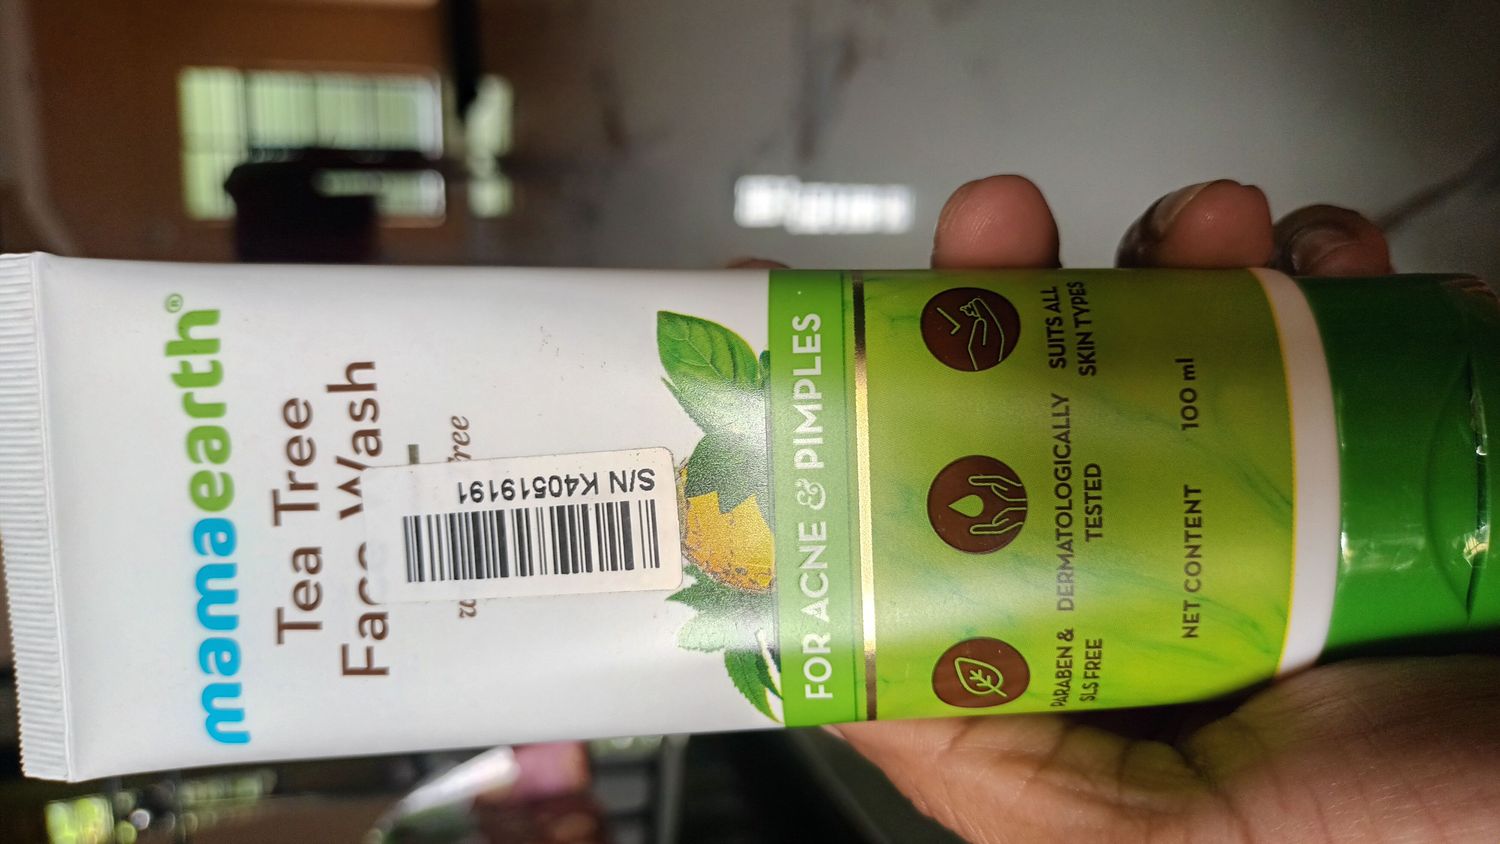 mamaearth®
Tea Tree
Face Wash
S/N K40519191
FOR ACNE & PIMPLES
PARABEN &
SLS FREE
DERMATOLOGICALLY
TESTED
SUITS ALL
SKIN TYPES
NET CONTENT 100 ml